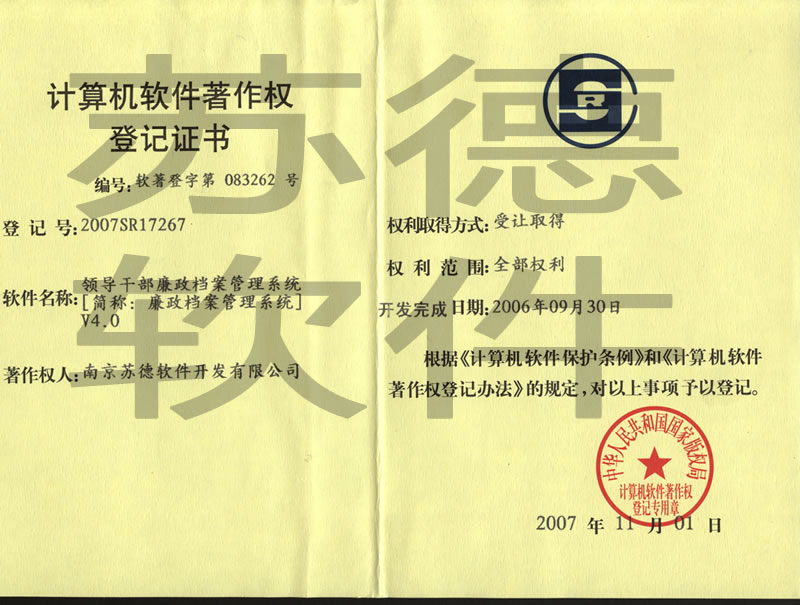 计算机软件著作权
登记证书
编号:软著登字第 083262 号
登 记 号:2007SR17267
软件名称:领导干部廉政档案管理系统
[简称: 廉政档案管理系统]
V4.0
著作权人:南京苏德软件开发有限公司
苏德
软件
R
权利取得方式:受让取得
权 利 范 围:全部权利
开发完成日期:2006年09月30日
根据《计算机软件保护条例》和《计算机软件
著作权登记办法》的规定,对以上事项予以登记。
中华人民共和国国家版权局
计算机软件著作权
登记专用章
2007 年 11 月 01 日